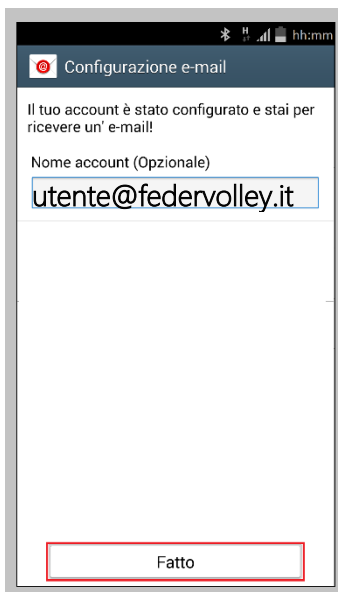 H hh:mm
Configurazione e-mail
Il tuo account è stato configurato e stai per
ricevere un' e-mail!
Nome account (Opzionale)
utente@federvolley.it
Fatto